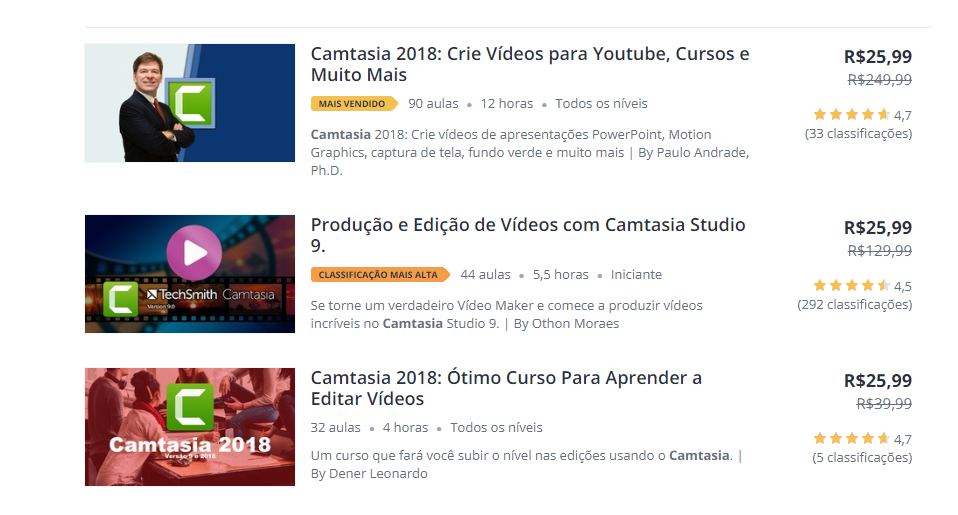 Camtasia 2018: Crie Vídeos para Youtube, Cursos e
Muito Mais
R$25,99
R$249,99
MAIS VENDIDO 90 aulas • 12 horas • Todos os níveis
4,7
(33 classificações)
Camtasia 2018: Crie vídeos de apresentações PowerPoint, Motion
Graphics, captura de tela, fundo verde e muito mais | By Paulo Andrade,
Ph.D.
TechSmith Camtasia
Version 9.0
Produção e Edição de Vídeos com Camtasia Studio
9.
R$25,99
R$129,99
CLASSIFICAÇÃO MAIS ALTA 44 aulas • 5,5 horas • Iniciante
4,5
(292 classificações)
Se torne um verdadeiro Vídeo Maker e comece a produzir vídeos
incríveis no Camtasia Studio 9. | By Othon Moraes
Camtasia 2018
Versão 9 e 2018
Camtasia 2018: Ótimo Curso Para Aprender a
Editar Vídeos
R$25,99
R$39,99
32 aulas • 4 horas • Todos os níveis
4,7
(5 classificações)
Um curso que fará você subir o nível nas edições usando o Camtasia. |
By Dener Leonardo